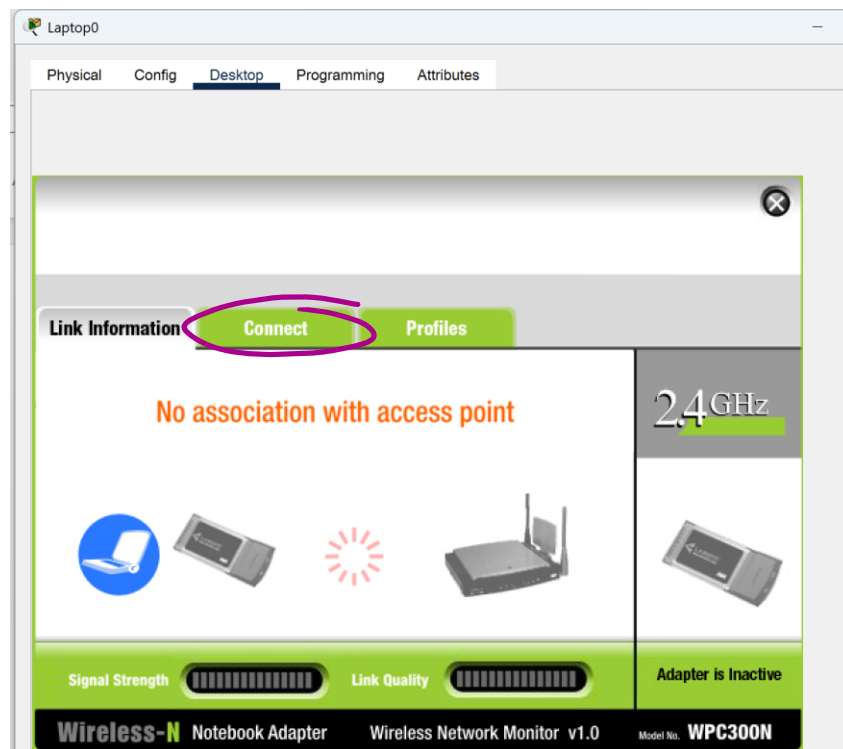 Laptop0
Physical Config Desktop Programming Attributes
Link Information Connect Profiles
No association with access point
2.4GHz
Signal Strength Link Quality Adapter is Inactive
Wireless-N Notebook Adapter Wireless Network Monitor v1.0 Model No. WPC300N